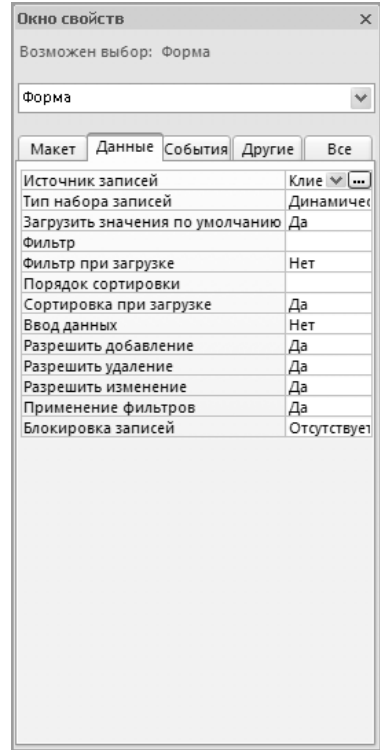 Окно свойств
Возможен выбор: Форма
Форма
Макет Данные События Другие Все
Источник записей Клие
Тип набора записей Динамичес
Загрузить значения по умолчанию Да
Фильтр
Фильтр при загрузке Нет
Порядок сортировки
Сортировка при загрузке Да
Ввод данных Нет
Разрешить добавление Да
Разрешить удаление Да
Разрешить изменение Да
Применение фильтров Да
Блокировка записей Отсутствует